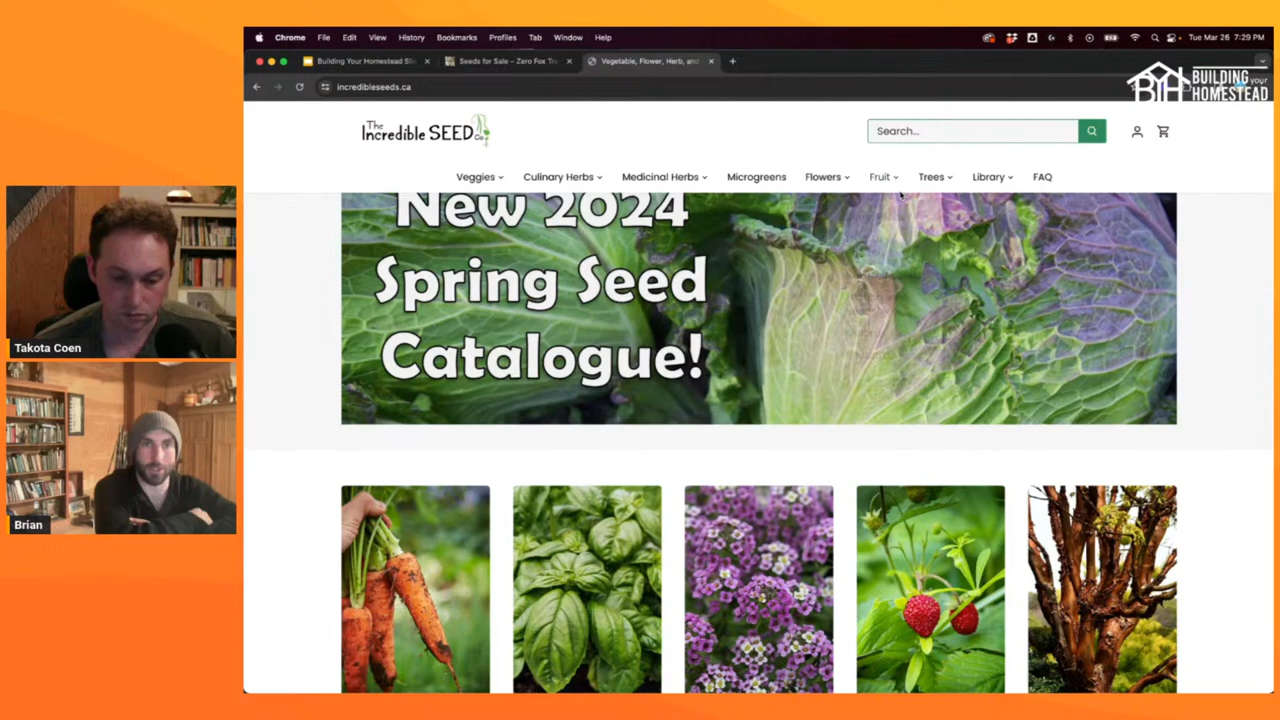 Chrome File Edit View History Bookmarks Profiles Tab Window Help
Tue Mar 26 7:29 PM
Building Your Homestead Sli
Seeds for Sale – Zero Fox Tr
Vegetable, Flower, Herb, and
incredibleseeds.ca
BYH BUILDING your HOMESTEAD
The Incredible SEED Co
Search...
Veggies Culinary Herbs Medicinal Herbs Microgreens Flowers Fruit Trees Library FAQ
New 2024
Spring Seed
Catalogue!
Takota Coen
Brian